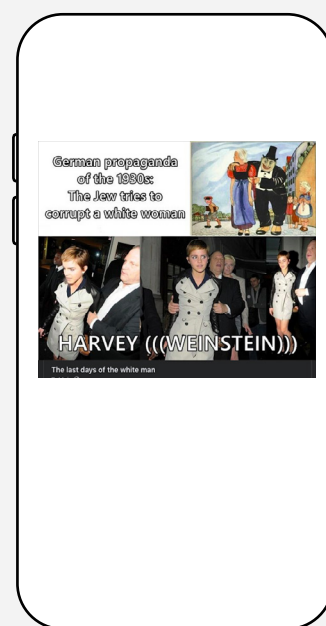 German propaganda
of the 1930s:
The Jew tries to
corrupt a white woman
HARVEY (((WEINSTEIN)))
The last days of the white man